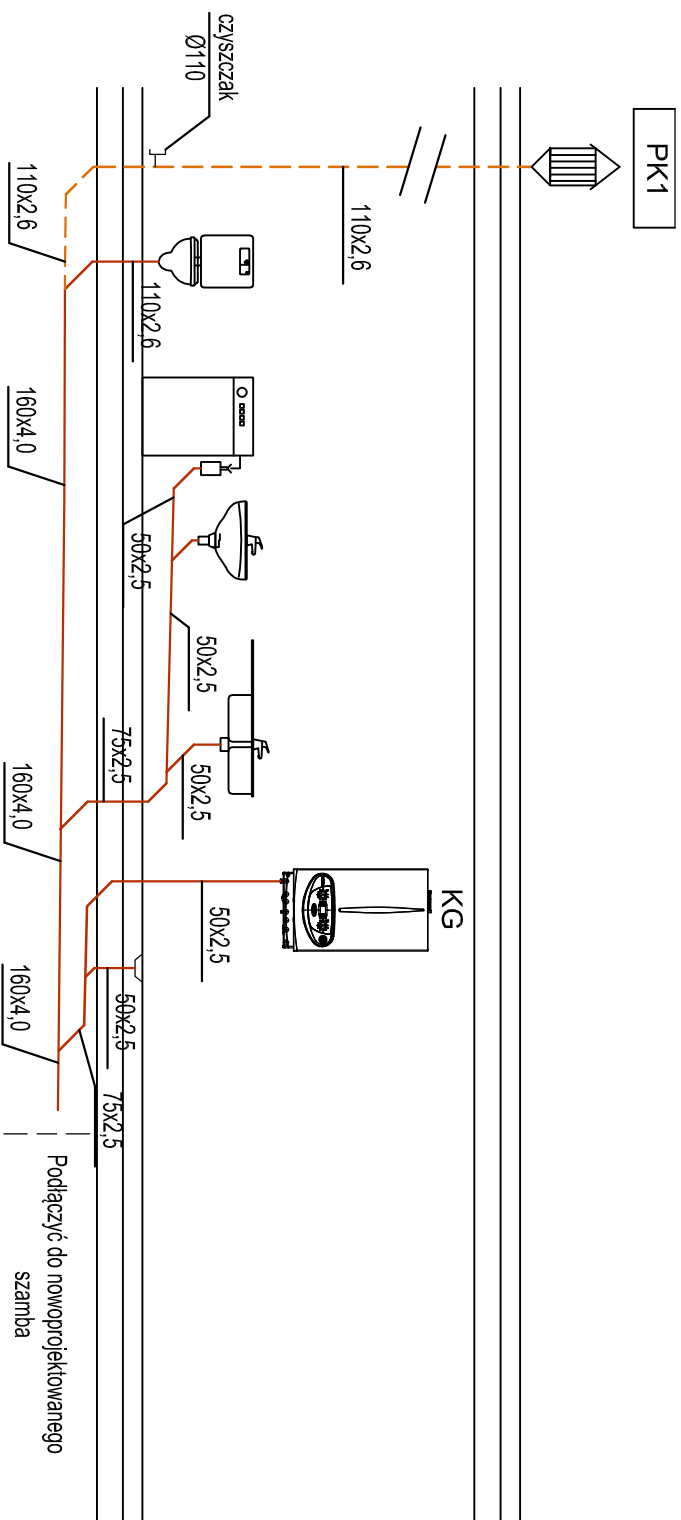 PK1
czyszczak
Ø110
110x2,6
110x2,6
110x2,6
160x4,0
50x2,5
50x2,5
50x2,5
75x2,5
160x4,0
KG
50x2,5
50x2,5
75x2,5
160x4,0
Podłączyć do nowoprojektowanego
szamba